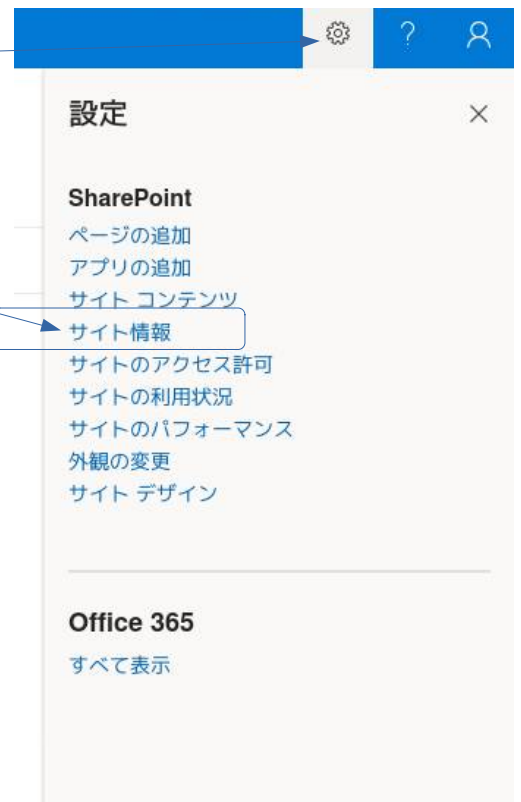 ?
設定
SharePoint
ページの追加
アプリの追加
サイト コンテンツ
サイト情報
サイトのアクセス許可
サイトの利用状況
サイトのパフォーマンス
外観の変更
サイト デザイン
Office 365
すべて表示